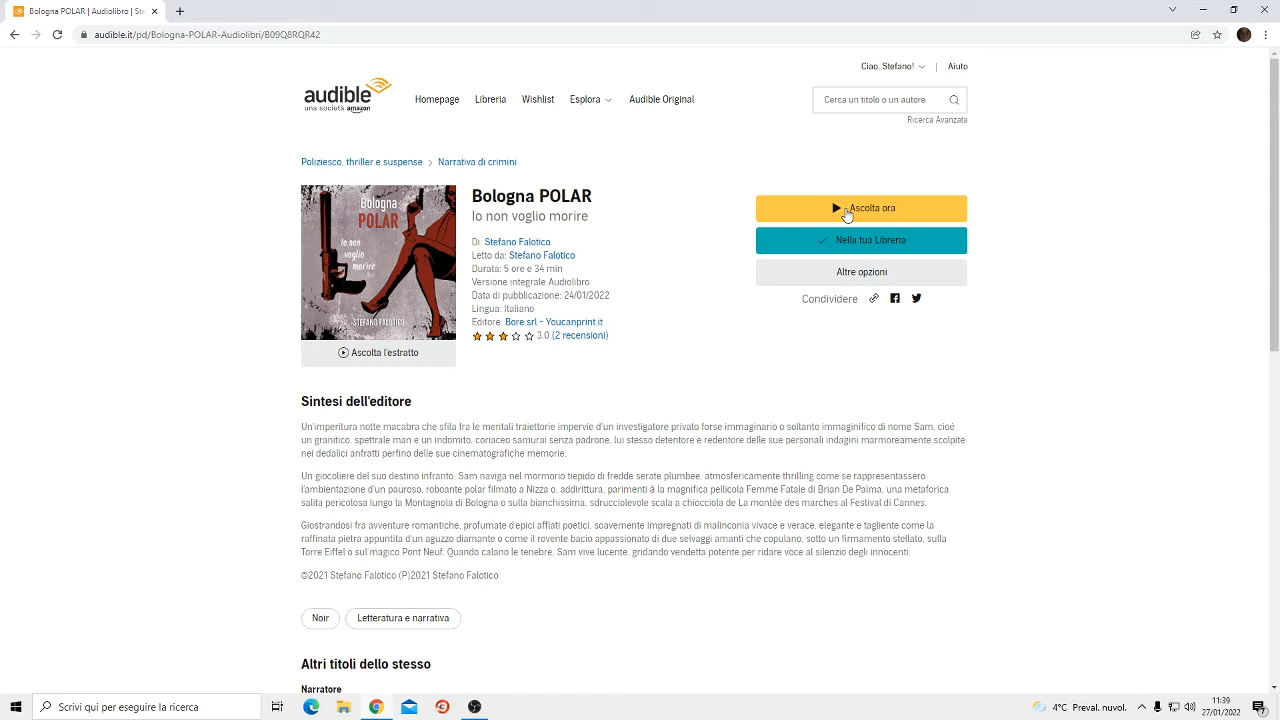 Bologna POLAR | Audiolibro | Ste
audible.it/pd/Bologna-POLAR-Audiolibri/B09Q8RQR42
Ciao, Stefano! | Aiuto
audible
una società amazon
Homepage Libreria Wishlist Esplora Audible Original
Cerca un titolo o un autore
Ricerca Avanzata
Poliziesco, thriller e suspense > Narrativa di crimini
Bologna
POLAR
Io non
voglio
morire
STEFANO FALOTICO
Ascolta l'estratto
Bologna POLAR
Io non voglio morire
Di: Stefano Falotico
Letto da: Stefano Falotico
Durata: 5 ore e 34 min
Versione integrale Audiolibro
Data di pubblicazione: 24/01/2022
Lingua: Italiano
Editore: Bore srl - Youcanprint.it
3.0 (2 recensioni)
Ascolta ora
Nella tua Libreria
Altre opzioni
Condividere
Sintesi dell'editore
Un'imperitura notte macabra che sfila fra le mentali traiettorie impervie d'un investigatore privato forse immaginario o soltanto immaginifico di nome Sam, cioè
un granitico, spettrale man e un indomito, coriaceo samurai senza padrone, lui stesso detentore e redentore delle sue personali indagini marmoreamente scolpite
nei dedalici anfratti perfino delle sue cinematografiche memorie.
Un giocoliere del suo destino infranto, Sam naviga nel mormorio tiepido di fredde serate plumbee, atmosfericamente thrilling come se rappresentassero
l'ambientazione d'un pauroso, roboante polar filmato a Nizza o, addirittura, parimenti à la magnifica pellicola Femme Fatale di Brian De Palma, una metaforica
salita pericolosa lungo la Montagnola di Bologna o sulla bianchissima, sdrucciolevole scala a chiocciola de La montée des marches al Festival di Cannes.
Giostrandosi fra avventure romantiche, profumate d'epici afflati poetici, soavemente impregnati di malinconia vivace e verace, elegante e tagliente come la
raffinata pietra appuntita d'un aguzzo diamante o come il rovente bacio appassionato di due selvaggi amanti che copulano, sotto un firmamento stellato, sulla
Torre Eiffel o sul magico Pont Neuf. Quando calano le tenebre, Sam vive lucente, gridando vendetta potente per ridare voce al silenzio degli innocenti.
©2021 Stefano Falotico (P)2021 Stefano Falotico
Noir Letteratura e narrativa
Altri titoli dello stesso
Narratore
Scrivi qui per eseguire la ricerca
4°C Preval. nuvol.
11:39
27/01/2022